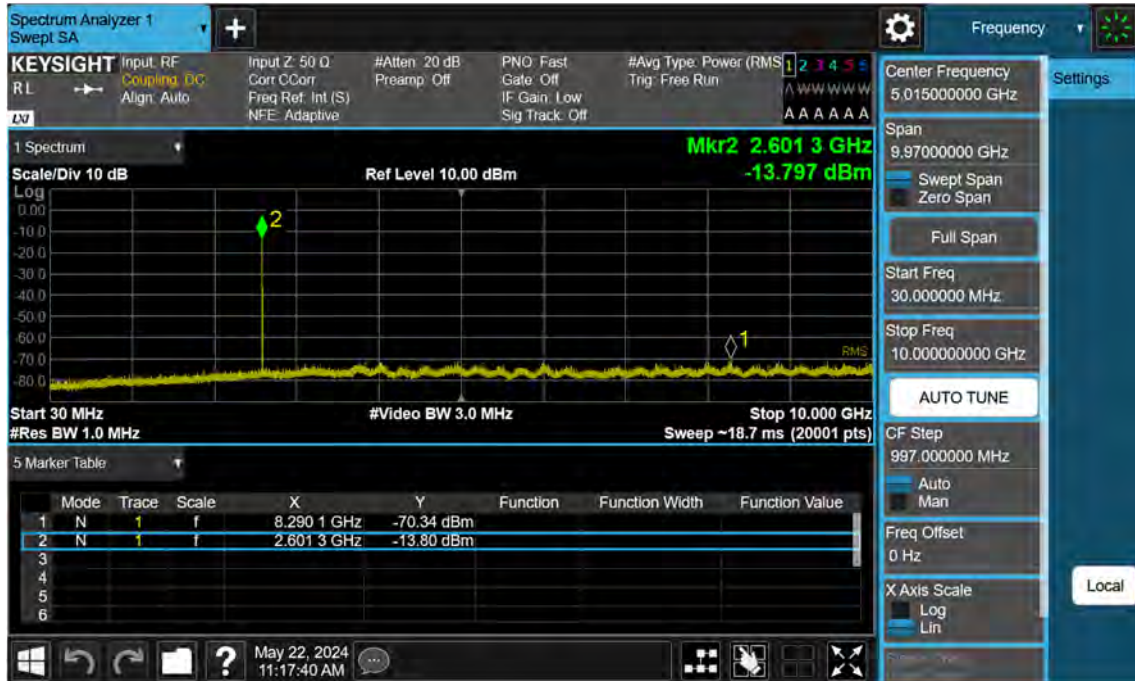 Spectrum Analyzer 1
Swept SA
+
Frequency
KEYSIGHT
RL
LXI
Input: RF
Coupling: DC
Align: Auto
Input Z: 50 Ω
Corr CCorr
Freq Ref: Int (S)
NFE: Adaptive
#Atten: 20 dB
Preamp: Off
PNO: Fast
Gate: Off
IF Gain: Low
Sig Track: Off
#Avg Type: Power (RMS
Trig: Free Run
1 2 3 4 5 6
A W W W W W
A A A A A A
1 Spectrum
Scale/Div 10 dB
Ref Level 10.00 dBm
Mkr2 2.601 3 GHz
-13.797 dBm
Log
0.00
-10.0
-20.0
-30.0
-40.0
-50.0
-60.0
-70.0
-80.0
2
1
RMS
Start 30 MHz
#Video BW 3.0 MHz
Stop 10.000 GHz
#Res BW 1.0 MHz
Sweep ~18.7 ms (20001 pts)
5 Marker Table
Mode Trace Scale X Y Function Function Width Function Value
1 N 1 f 8.290 1 GHz -70.34 dBm
2 N 1 f 2.601 3 GHz -13.80 dBm
3
4
5
6
?
May 22, 2024
11:17:40 AM
Center Frequency
5.015000000 GHz
Span
9.97000000 GHz
Swept Span
Zero Span
Full Span
Start Freq
30.000000 MHz
Stop Freq
10.000000000 GHz
AUTO TUNE
CF Step
997.000000 MHz
Auto
Man
Freq Offset
0 Hz
X Axis Scale
Log
Lin
Settings
Local